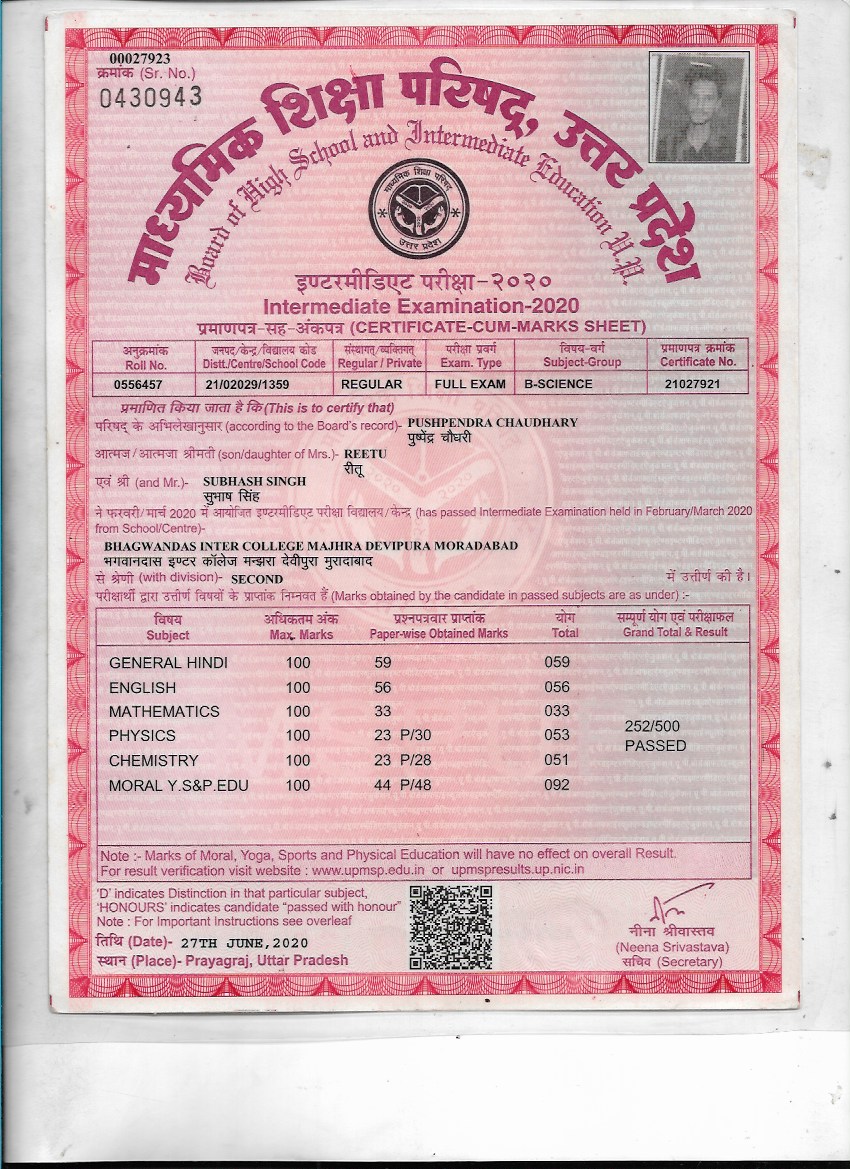 00027923
क्रमांक (Sr. No.)
0430943
माध्यमिक शिक्षा परिषद्, उत्तर प्रदेश
Board of High School and Intermediate Education U.P.
माध्यमिक शिक्षा परिषद
उत्तर प्रदेश
इण्टरमीडिएट परीक्षा-२०२०
Intermediate Examination-2020
प्रमाणपत्र-सह-अंकपत्र (CERTIFICATE-CUM-MARKS SHEET)
अनुक्रमांक जनपद/केन्द्र/विद्यालय कोड संस्थागत/व्यक्तिगत परीक्षा प्रवर्ग विषय-वर्ग प्रमाणपत्र क्रमांक
Roll No. Distt./Centre/School Code Regular / Private Exam. Type Subject-Group Certificate No.
0556457 21/02029/1359 REGULAR FULL EXAM B-SCIENCE 21027921
प्रमाणित किया जाता है कि (This is to certify that)
परिषद् के अभिलेखानुसार (according to the Board's record)- PUSHPENDRA CHAUDHARY
पुष्पेंद्र चौधरी
आत्मज/आत्मजा श्रीमती (son/daughter of Mrs.)- REETU
रीतू
एवं श्री (and Mr.)- SUBHASH SINGH
सुभाष सिंह
ने फरवरी/मार्च 2020 में आयोजित इण्टरमीडिएट परीक्षा विद्यालय/केन्द्र (has passed Intermediate Examination held in February/March 2020
from School/Centre)-
BHAGWANDAS INTER COLLEGE MAJHRA DEVIPURA MORADABAD
भगवानदास इण्टर कॉलेज मन्झरा देवीपुरा मुरादाबाद
से श्रेणी (with division)- SECOND में उत्तीर्ण की है।
परीक्षार्थी द्वारा उत्तीर्ण विषयों के प्राप्तांक निम्नवत हैं (Marks obtained by the candidate in passed subjects are as under) :-
विषय अधिकतम अंक प्रश्नपत्रवार प्राप्तांक योग सम्पूर्ण योग एवं परीक्षाफल
Subject Max. Marks Paper-wise Obtained Marks Total Grand Total & Result
GENERAL HINDI 100 59 059
ENGLISH 100 56 056
MATHEMATICS 100 33 033
PHYSICS 100 23 P/30 053
252/500
PASSED
CHEMISTRY 100 23 P/28 051
MORAL Y.S&P.EDU 100 44 P/48 092
Note :- Marks of Moral, Yoga, Sports and Physical Education will have no effect on overall Result.
For result verification visit website : www.upmsp.edu.in or upmspresults.up.nic.in
'D' indicates Distinction in that particular subject,
'HONOURS' indicates candidate "passed with honour"
Note : For Important Instructions see overleaf
तिथि (Date)- 27TH JUNE,2020
स्थान (Place)- Prayagraj, Uttar Pradesh
नीना श्रीवास्तव
(Neena Srivastava)
सचिव (Secretary)